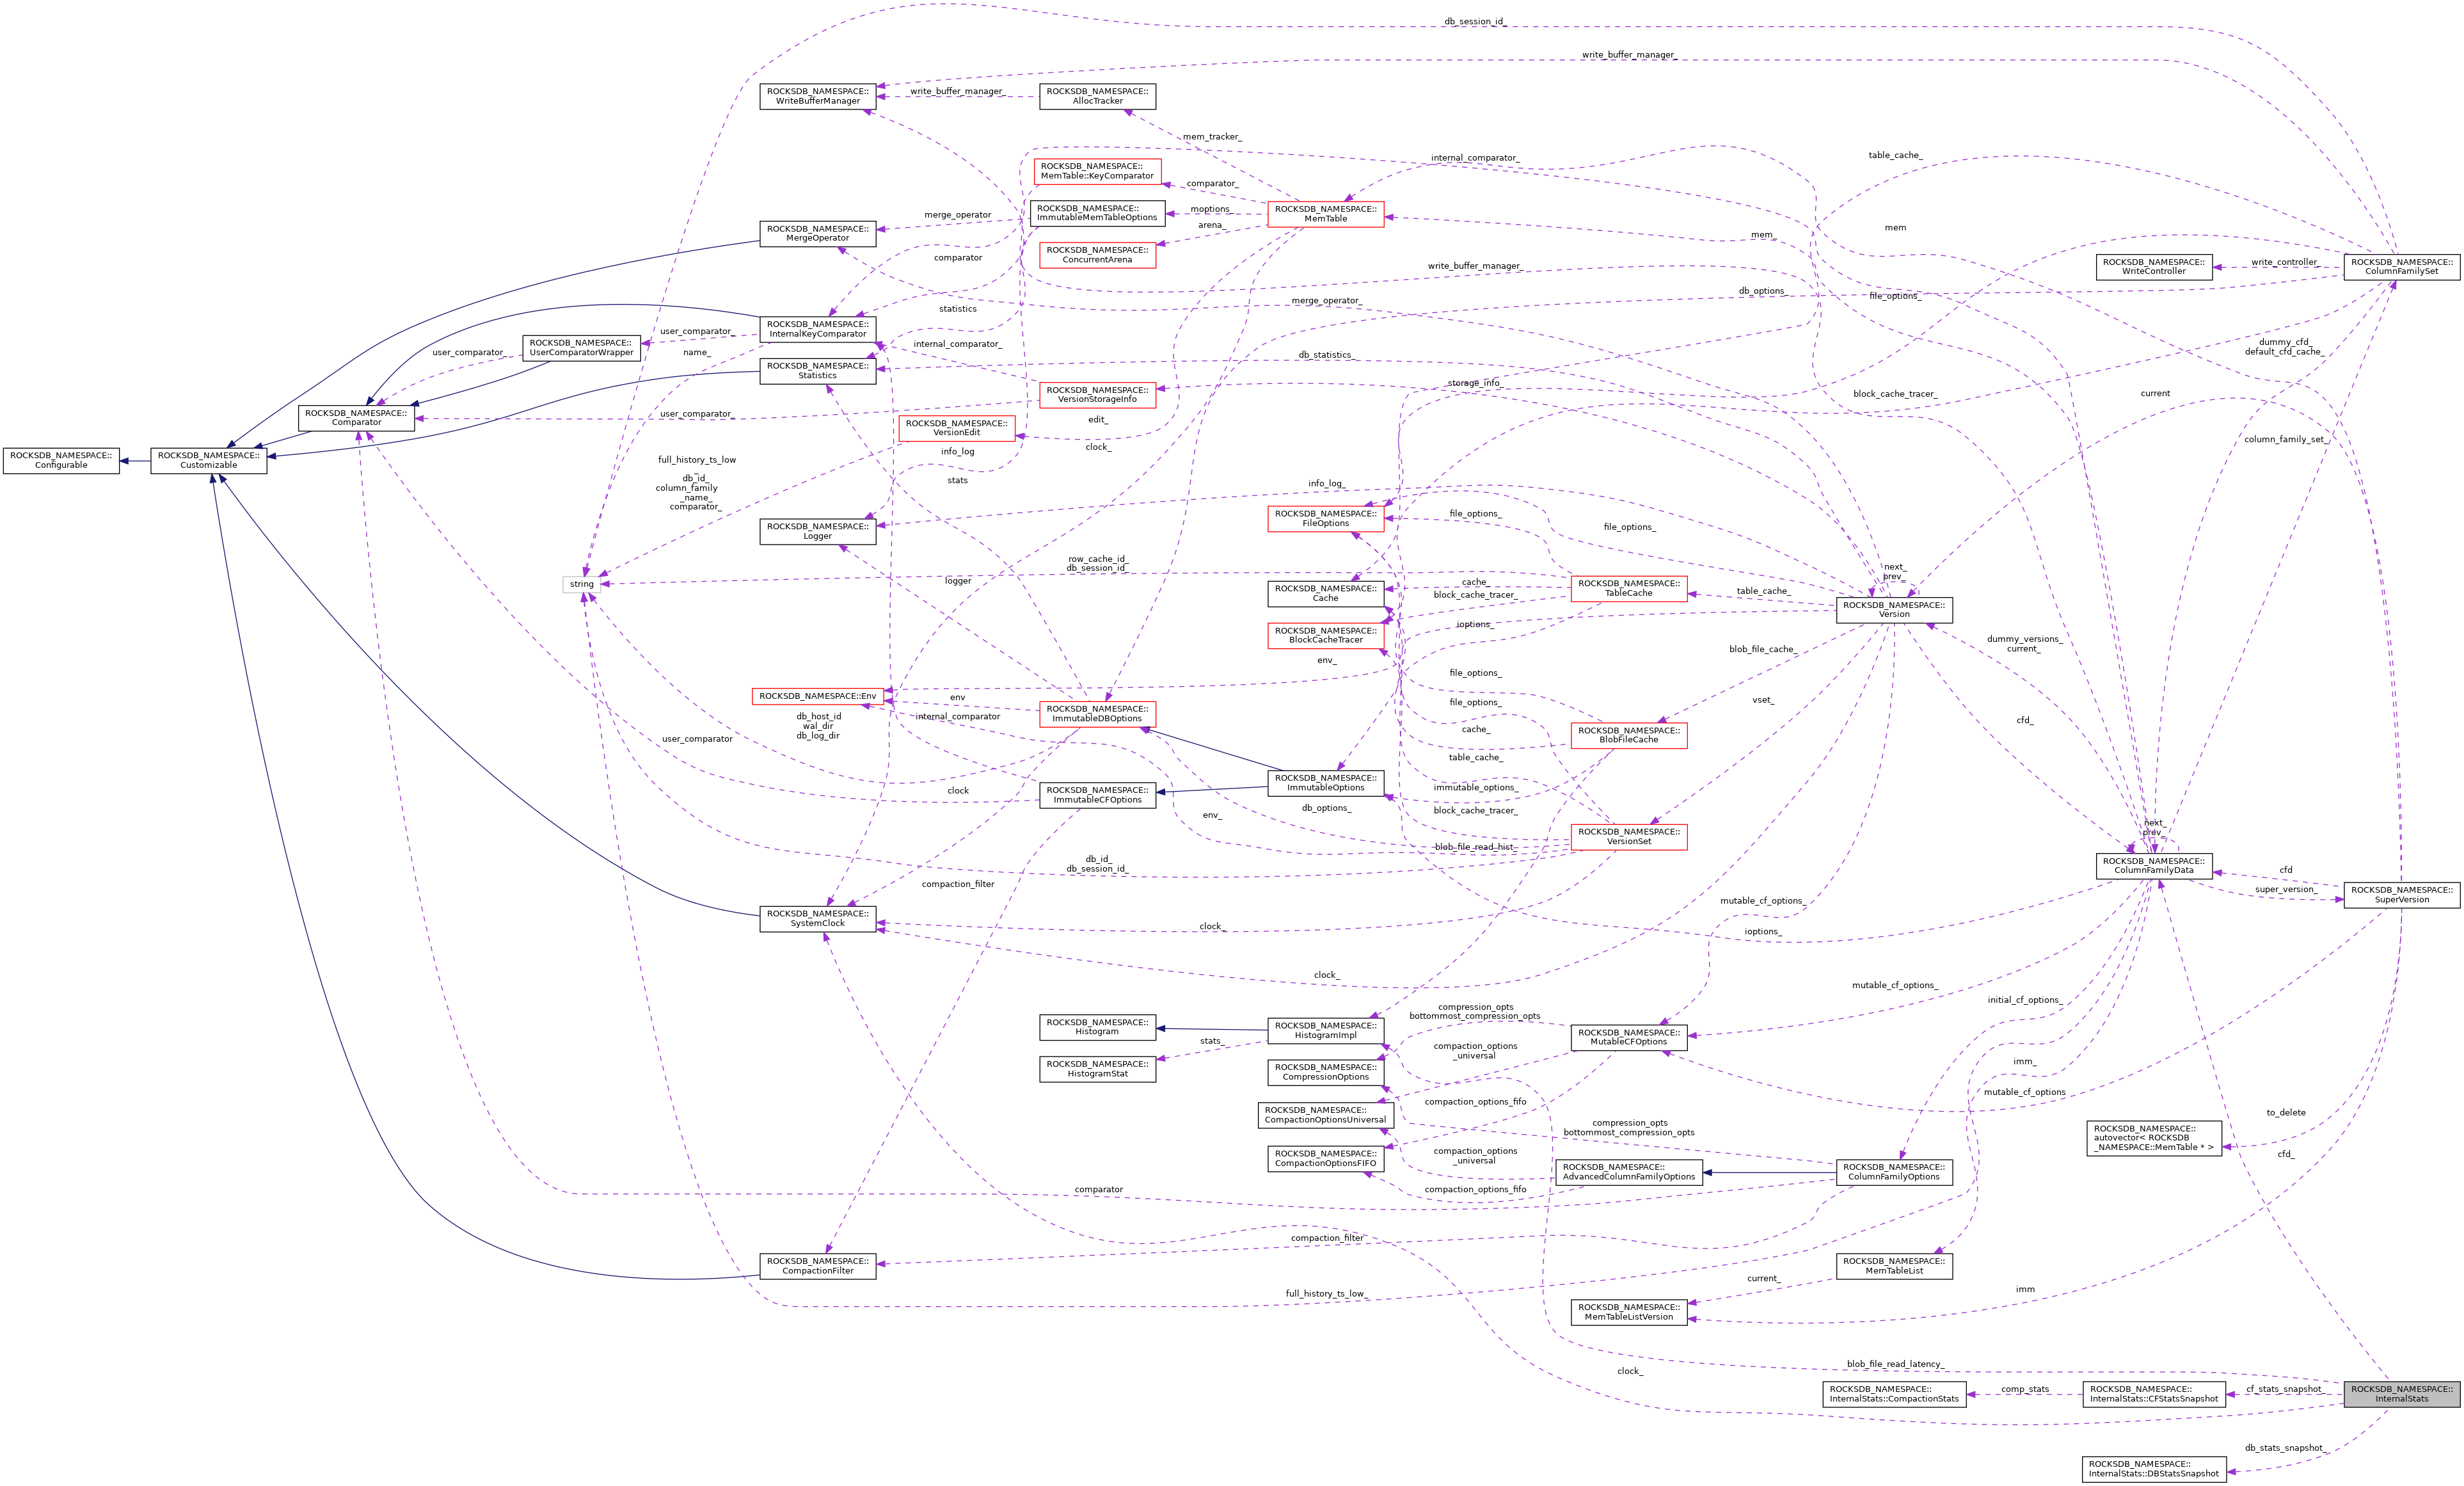 db_session_id_
write_buffer_manager_
ROCKSDB_NAMESPACE::
WriteBufferManager
write_buffer_manager_
ROCKSDB_NAMESPACE::
AllocTracker
mem_tracker_
internal_comparator_
table_cache_
ROCKSDB_NAMESPACE::
MemTable::KeyComparator
comparator_
ROCKSDB_NAMESPACE::
ImmutableMemTableOptions
moptions_
ROCKSDB_NAMESPACE::
MemTable
merge_operator
arena_
mem_
mem
ROCKSDB_NAMESPACE::
MergeOperator
ROCKSDB_NAMESPACE::
ConcurrentArena
comparator
write_buffer_manager_
ROCKSDB_NAMESPACE::
WriteController
write_controller_
ROCKSDB_NAMESPACE::
ColumnFamilySet
db_options_
file_options_
merge_operator_
statistics
ROCKSDB_NAMESPACE::
InternalKeyComparator
user_comparator_
ROCKSDB_NAMESPACE::
UserComparatorWrapper
user_comparator_
name_
internal_comparator_
db_statistics_
dummy_cfd_
default_cfd_cache_
ROCKSDB_NAMESPACE::
Statistics
ROCKSDB_NAMESPACE::
VersionStorageInfo
storage_info_
block_cache_tracer_
current
ROCKSDB_NAMESPACE::
Comparator
user_comparator_
ROCKSDB_NAMESPACE::
VersionEdit
edit_
column_family_set_
ROCKSDB_NAMESPACE::
Configurable
ROCKSDB_NAMESPACE::
Customizable
clock_
info_log
full_history_ts_low
_
db_id_
column_family
_name_
comparator_
stats
info_log_
ROCKSDB_NAMESPACE::
Logger
ROCKSDB_NAMESPACE::
FileOptions
file_options_
file_options_
string
logger
row_cache_id_
db_session_id_
ROCKSDB_NAMESPACE::
Cache
cache_
block_cache_tracer_
ROCKSDB_NAMESPACE::
TableCache
table_cache_
next_
prev_
ROCKSDB_NAMESPACE::
Version
ROCKSDB_NAMESPACE::
BlockCacheTracer
ioptions_
blob_file_cache_
dummy_versions_
current_
env_
file_options_
ROCKSDB_NAMESPACE::Env
env
file_options_
vset_
internal_comparator
ROCKSDB_NAMESPACE::
ImmutableDBOptions
db_host_id
wal_dir
db_log_dir
cfd_
user_comparator
cache_
ROCKSDB_NAMESPACE::
BlobFileCache
table_cache_
ROCKSDB_NAMESPACE::
ImmutableOptions
immutable_options_
clock
ROCKSDB_NAMESPACE::
ImmutableCFOptions
db_options_
block_cache_tracer_
env_
ROCKSDB_NAMESPACE::
VersionSet
blob_file_read_hist_
next_
prev_
db_id_
db_session_id_
ROCKSDB_NAMESPACE::
ColumnFamilyData
cfd
super_version_
ROCKSDB_NAMESPACE::
SuperVersion
compaction_filter
mutable_cf_options_
ROCKSDB_NAMESPACE::
SystemClock
clock_
ioptions_
clock_
mutable_cf_options_
initial_cf_options_
compression_opts
bottommost_compression_opts
ROCKSDB_NAMESPACE::
Histogram
ROCKSDB_NAMESPACE::
HistogramImpl
stats_
ROCKSDB_NAMESPACE::
MutableCFOptions
ROCKSDB_NAMESPACE::
HistogramStat
compaction_options
_universal
imm_
ROCKSDB_NAMESPACE::
CompressionOptions
mutable_cf_options
compaction_options_fifo
ROCKSDB_NAMESPACE::
CompactionOptionsUniversal
compression_opts
bottommost_compression_opts
to_delete
ROCKSDB_NAMESPACE::
autovector< ROCKSDB
_NAMESPACE::MemTable * >
ROCKSDB_NAMESPACE::
CompactionOptionsFIFO
compaction_options
_universal
cfd_
ROCKSDB_NAMESPACE::
AdvancedColumnFamilyOptions
ROCKSDB_NAMESPACE::
ColumnFamilyOptions
comparator
compaction_options_fifo
compaction_filter
ROCKSDB_NAMESPACE::
CompactionFilter
ROCKSDB_NAMESPACE::
MemTableList
current_
full_history_ts_low_
imm
ROCKSDB_NAMESPACE::
MemTableListVersion
blob_file_read_latency_
clock_
ROCKSDB_NAMESPACE::
InternalStats::CompactionStats
comp_stats
ROCKSDB_NAMESPACE::
InternalStats::CFStatsSnapshot
cf_stats_snapshot_
ROCKSDB_NAMESPACE::
InternalStats
db_stats_snapshot_
ROCKSDB_NAMESPACE::
InternalStats::DBStatsSnapshot